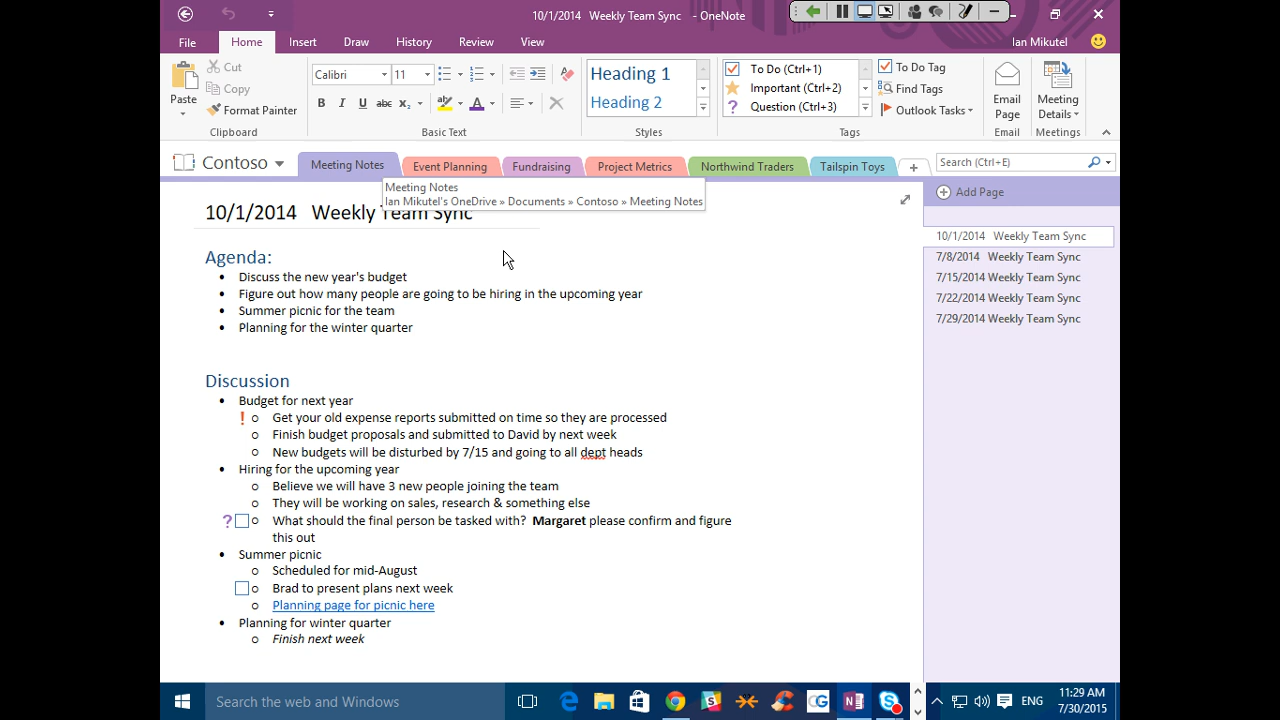 10/1/2014 Weekly Team Sync - OneNote
File Home Insert Draw History Review View Ian Mikutel
Paste Cut Copy Format Painter Clipboard
Calibri 11 B I U abc x₂ A Basic Text
Heading 1 Heading 2 Styles
To Do (Ctrl+1) Important (Ctrl+2) Question (Ctrl+3) To Do Tag Find Tags Outlook Tasks Tags
Email Page Email Meeting Details Meetings
Contoso Meeting Notes Event Planning Fundraising Project Metrics Northwind Traders Tailspin Toys + Search (Ctrl+E)
Meeting Notes
Ian Mikutel's OneDrive » Documents » Contoso » Meeting Notes
10/1/2014 Weekly Team Sync
Agenda:
• Discuss the new year's budget
• Figure out how many people are going to be hiring in the upcoming year
• Summer picnic for the team
• Planning for the winter quarter
Discussion
• Budget for next year
! o Get your old expense reports submitted on time so they are processed
o Finish budget proposals and submitted to David by next week
o New budgets will be disturbed by 7/15 and going to all dept heads
• Hiring for the upcoming year
o Believe we will have 3 new people joining the team
o They will be working on sales, research & something else
? o What should the final person be tasked with? Margaret please confirm and figure
this out
• Summer picnic
o Scheduled for mid-August
o Brad to present plans next week
o Planning page for picnic here
• Planning for winter quarter
o Finish next week
Add Page
10/1/2014 Weekly Team Sync
7/8/2014 Weekly Team Sync
7/15/2014 Weekly Team Sync
7/22/2014 Weekly Team Sync
7/29/2014 Weekly Team Sync
Search the web and Windows ENG 11:29 AM
7/30/2015